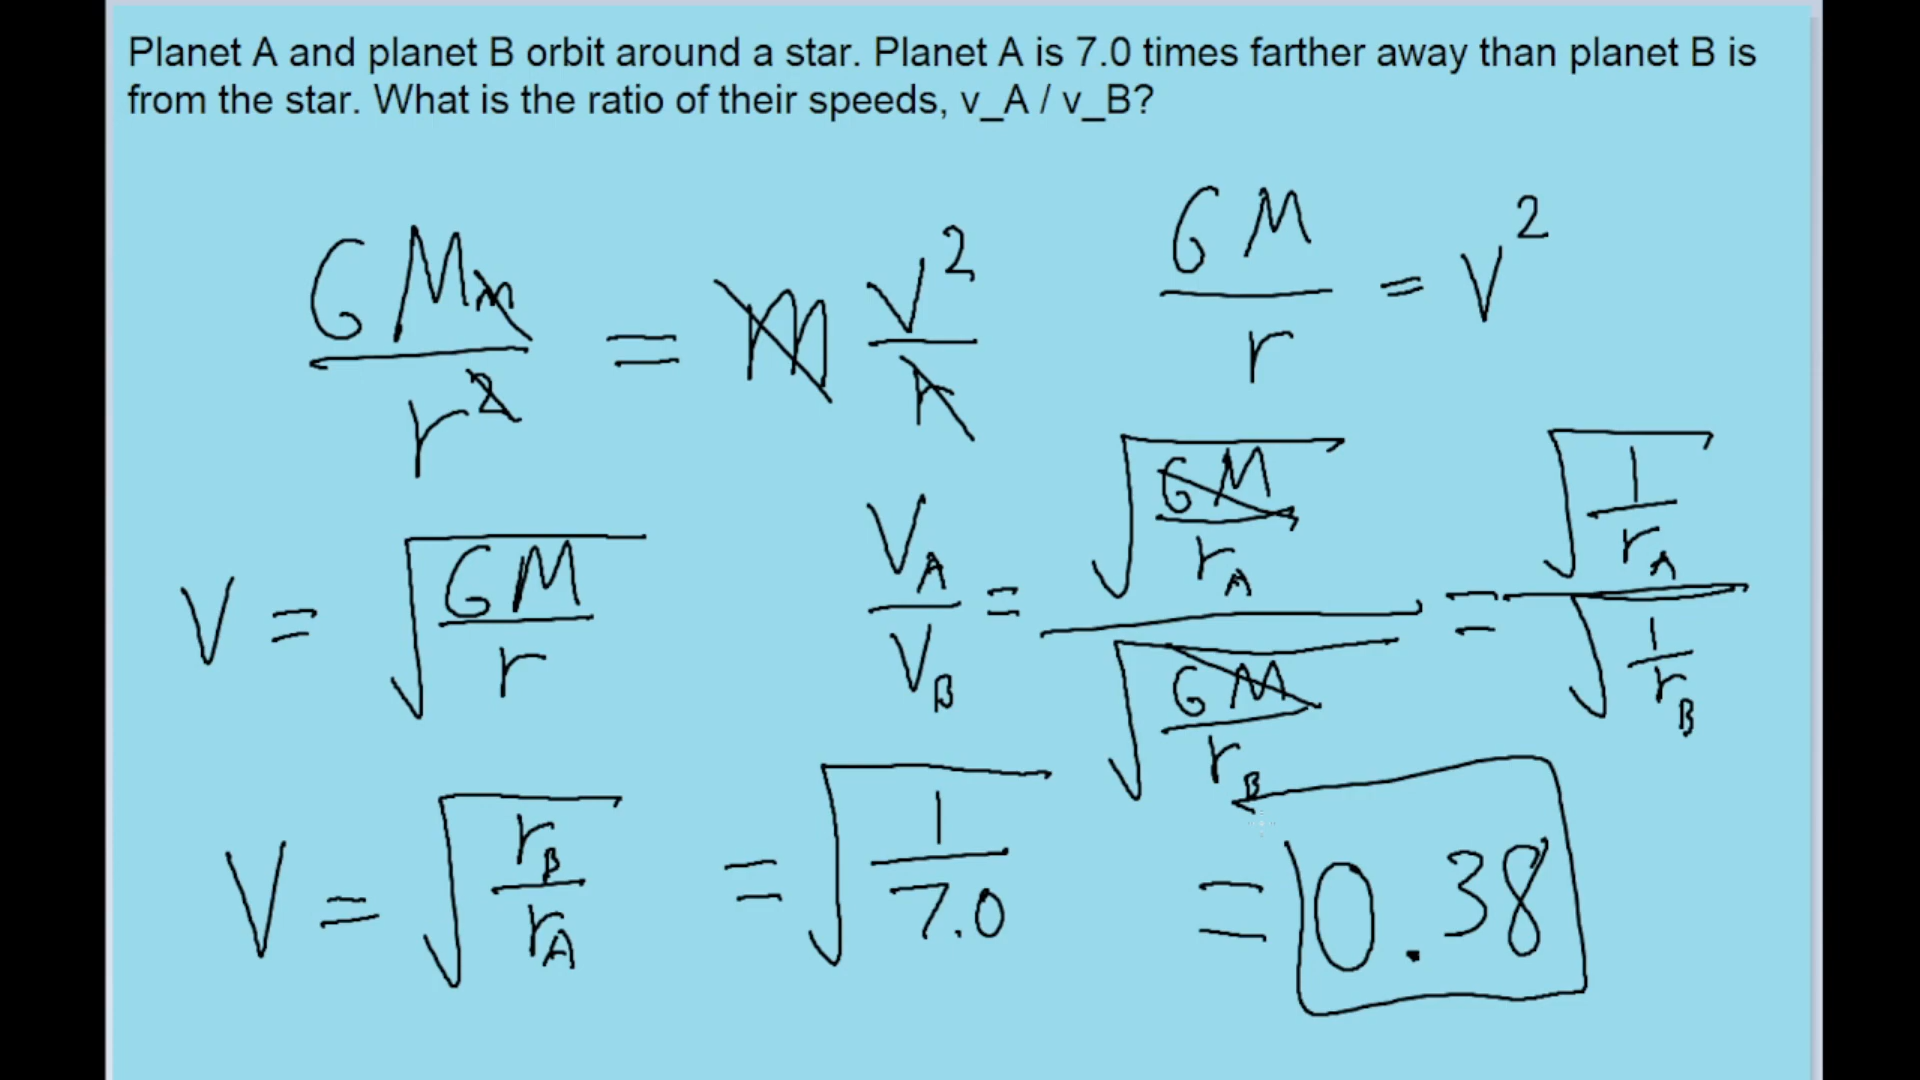 Planet A and planet B orbit around a star. Planet A is 7.0 times farther away than planet B is
from the star. What is the ratio of their speeds, v_A / v_B?
GMm/r² = m v²/r
GM/r = v²
v = √(GM/r)
V_A/V_B = √(GM/r_A)/√(GM/r_B) = √(1/r_A)/√(1/r_B)
V = √(r_B/r_A) = √(1/7.0) = 0.38